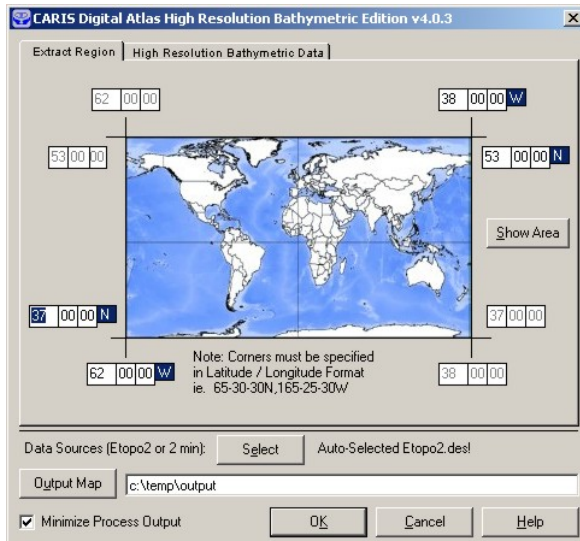 CARIS Digital Atlas High Resolution Bathymetric Edition v4.0.3
Extract Region High Resolution Bathymetric Data
62 00 00 38 00 00 W
53 00 00 53 00 00 N
Show Area
37 00 00 N 37 00 00
62 00 00 W 38 00 00
Note: Corners must be specified
in Latitude / Longitude Format
ie. 65-30-30N,165-25-30W
Data Sources (Etopo2 or 2 min): Select Auto-Selected Etopo2.des!
Output Map c:\temp\output
Minimize Process Output OK Cancel Help